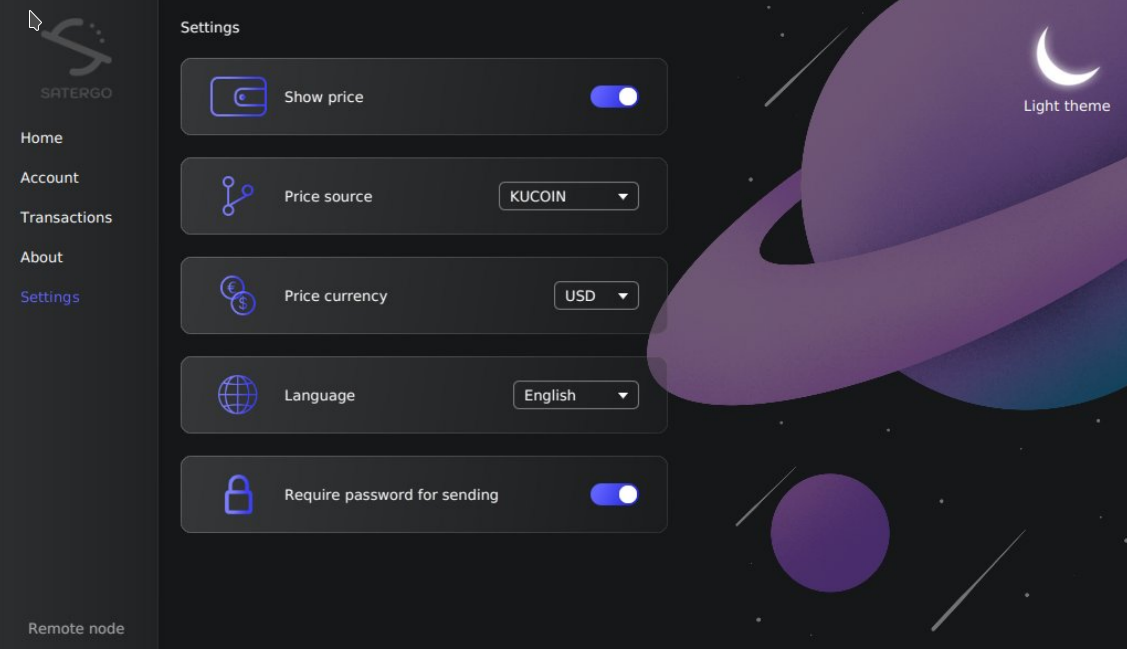 SATERGO
Home
Account
Transactions
About
Settings
Remote node
Settings
Show price
Price source
KUCOIN
Price currency
USD
Language
English
Require password for sending
Light theme